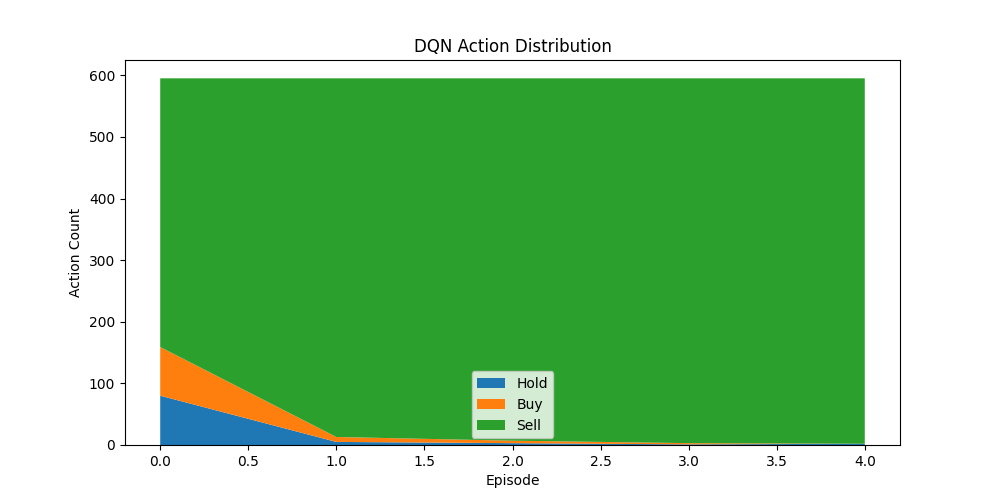 DQN Action Distribution
Action Count
600
500
400
300
200
100
0
Hold
Buy
Sell
0.0 0.5 1.0 1.5 2.0 2.5 3.0 3.5 4.0
Episode